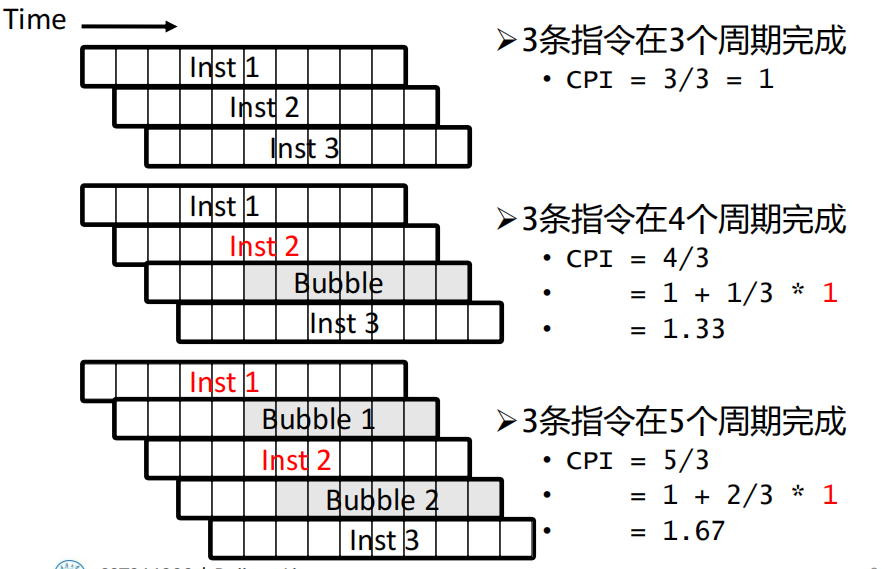 Time
Inst 1
Inst 2
Inst 3
➢3条指令在3个周期完成
• CPI = 3/3 = 1
Inst 1
Inst 2
Bubble
Inst 3
➢3条指令在4个周期完成
• CPI = 4/3
• = 1 + 1/3 * 1
• = 1.33
Inst 1
Bubble 1
Inst 2
Bubble 2
Inst 3
➢3条指令在5个周期完成
• CPI = 5/3
• = 1 + 2/3 * 1
• = 1.67